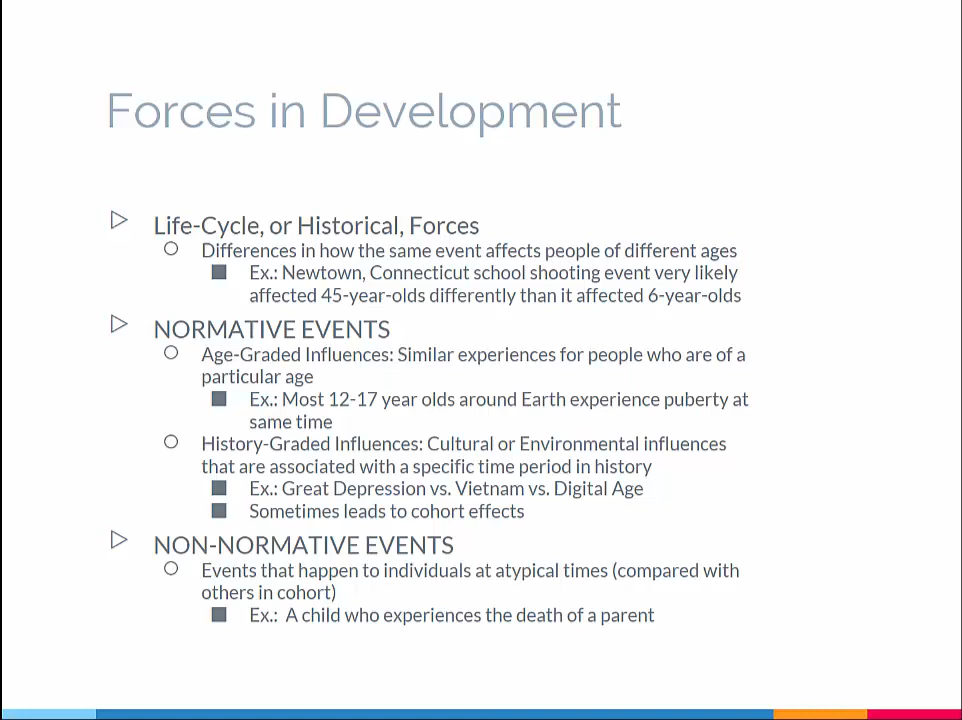 Forces in Development
Life-Cycle, or Historical, Forces
Differences in how the same event affects people of different ages
Ex.: Newtown, Connecticut school shooting event very likely
affected 45-year-olds differently than it affected 6-year-olds
NORMATIVE EVENTS
Age-Graded Influences: Similar experiences for people who are of a
particular age
Ex.: Most 12-17 year olds around Earth experience puberty at
same time
History-Graded Influences: Cultural or Environmental influences
that are associated with a specific time period in history
Ex.: Great Depression vs. Vietnam vs. Digital Age
Sometimes leads to cohort effects
NON-NORMATIVE EVENTS
Events that happen to individuals at atypical times (compared with
others in cohort)
Ex.: A child who experiences the death of a parent